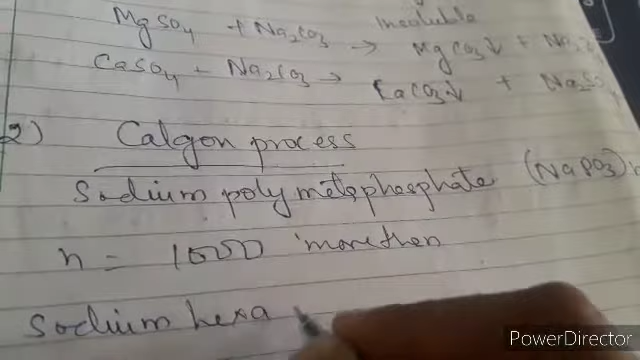 insoluble
MgSO4 + Na2CO3 → MgCO3↓ +
CaSO4 + Na2CO3 → CaCO3↓ +
2) Calgon process
Sodium poly metaphosphate (NaPO3)n
n = 1000 more then
Sodium hexa
PowerDirector